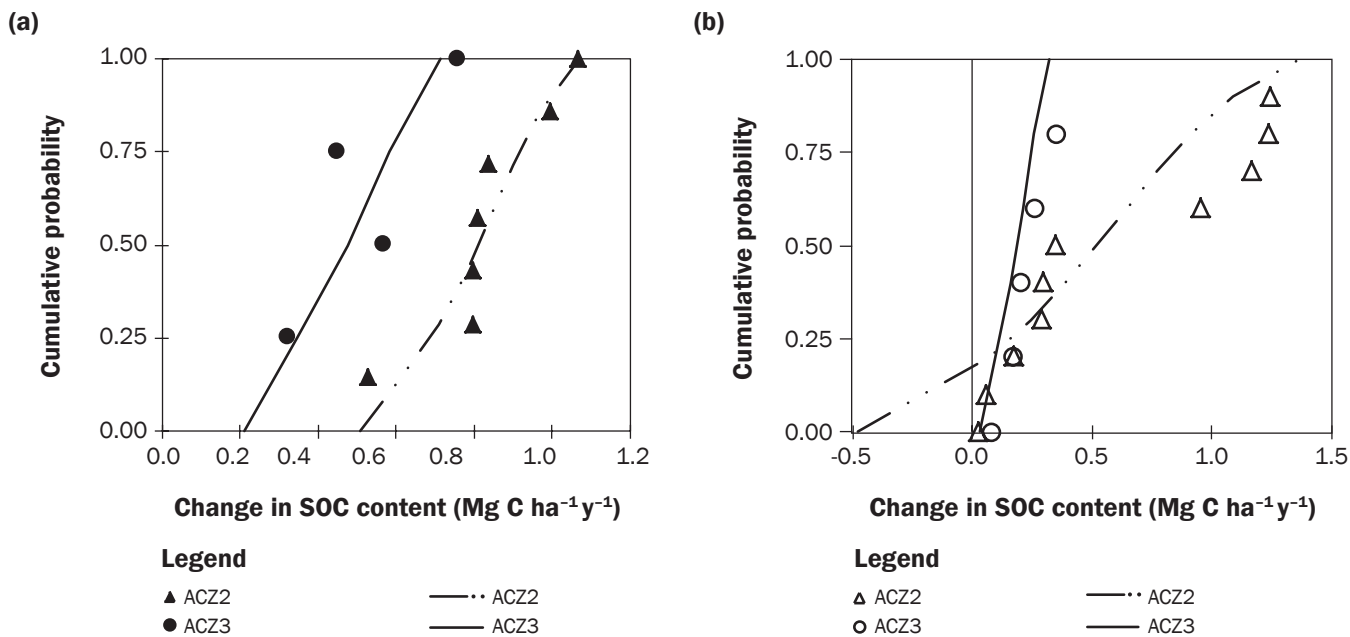 (a)
1.00
0.75
0.50
0.25
0.00
Cumulative probability
0.0 0.2 0.4 0.6 0.8 1.0 1.2
Change in SOC content (Mg C ha⁻¹ y⁻¹)
Legend
ACZ2 ACZ2
ACZ3 ACZ3
(b)
1.00
0.75
0.50
0.25
0.00
Cumulative probability
-0.5 0.0 0.5 1.0 1.5
Change in SOC content (Mg C ha⁻¹ y⁻¹)
Legend
ACZ2 ACZ2
ACZ3 ACZ3